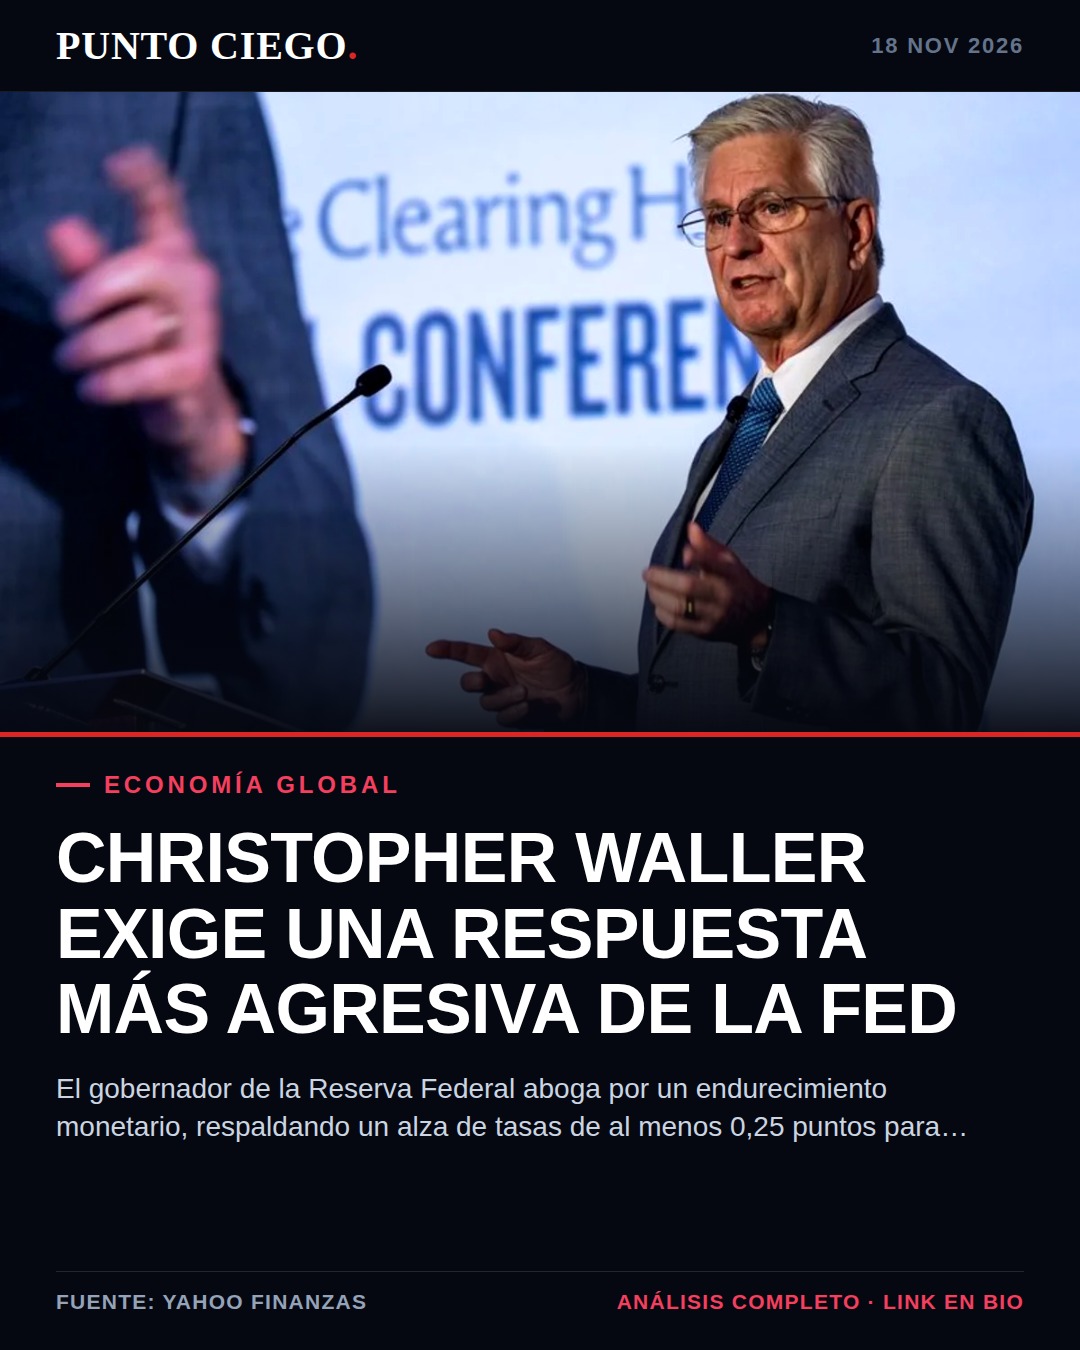 PUNTO CIEGO.
18 NOV 2026
e Clearing H
CONFEREN
ECONOMÍA GLOBAL
CHRISTOPHER WALLER
EXIGE UNA RESPUESTA
MÁS AGRESIVA DE LA FED
El gobernador de la Reserva Federal aboga por un endurecimiento
monetario, respaldando un alza de tasas de al menos 0,25 puntos para…
FUENTE: YAHOO FINANZAS
ANÁLISIS COMPLETO · LINK EN BIO